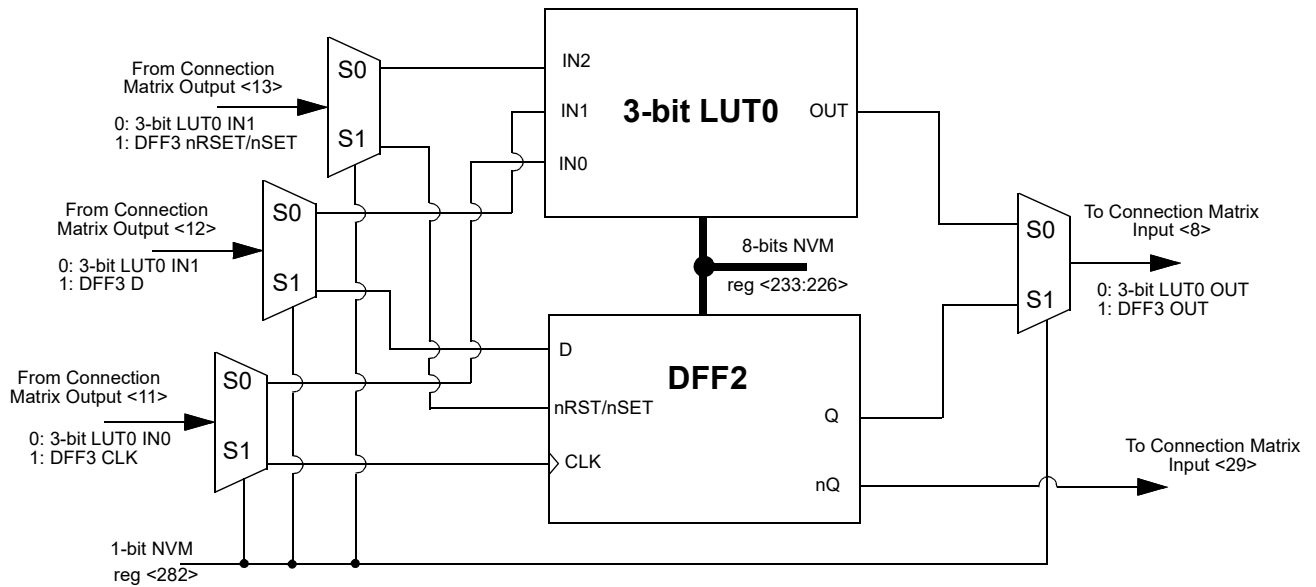 From Connection
Matrix Output <13>
0: 3-bit LUT0 IN1
1: DFF3 nRSET/nSET
S0
S1
From Connection
Matrix Output <12>
0: 3-bit LUT0 IN1
1: DFF3 D
S0
S1
From Connection
Matrix Output <11>
0: 3-bit LUT0 IN0
1: DFF3 CLK
S0
S1
1-bit NVM
reg <282>
IN2
IN1
IN0
3-bit LUT0
OUT
8-bits NVM
reg <233:226>
D
nRST/nSET
CLK
DFF2
Q
nQ
S0
S1
To Connection Matrix
Input <8>
0: 3-bit LUT0 OUT
1: DFF3 OUT
To Connection Matrix
Input <29>